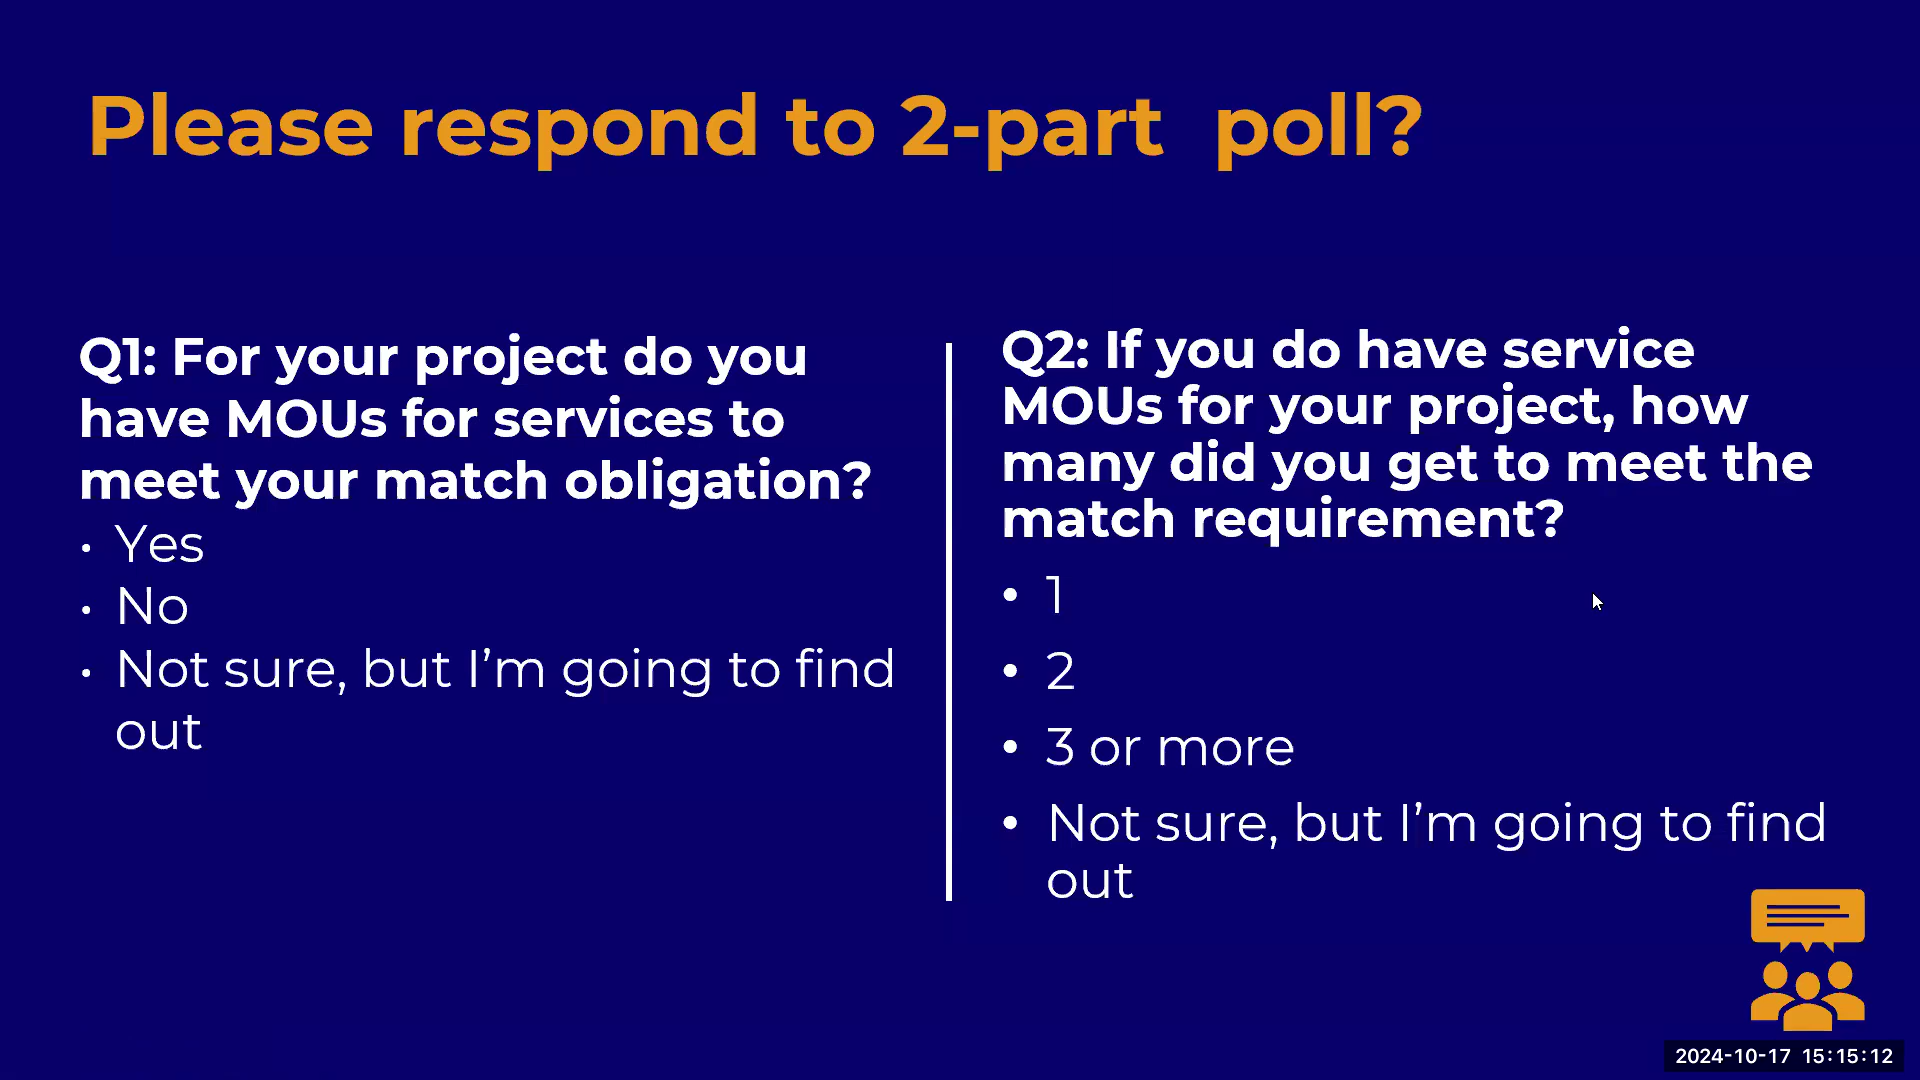 Please respond to 2-part  poll?
Q1: For your project do you
have MOUs for services to
meet your match obligation?
• Yes
• No
• Not sure, but I’m going to find
out
Q2: If you do have service
MOUs for your project, how
many did you get to meet the
match requirement?
• 1
• 2
• 3 or more
• Not sure, but I’m going to find
out
2024-10-17 15:15:12